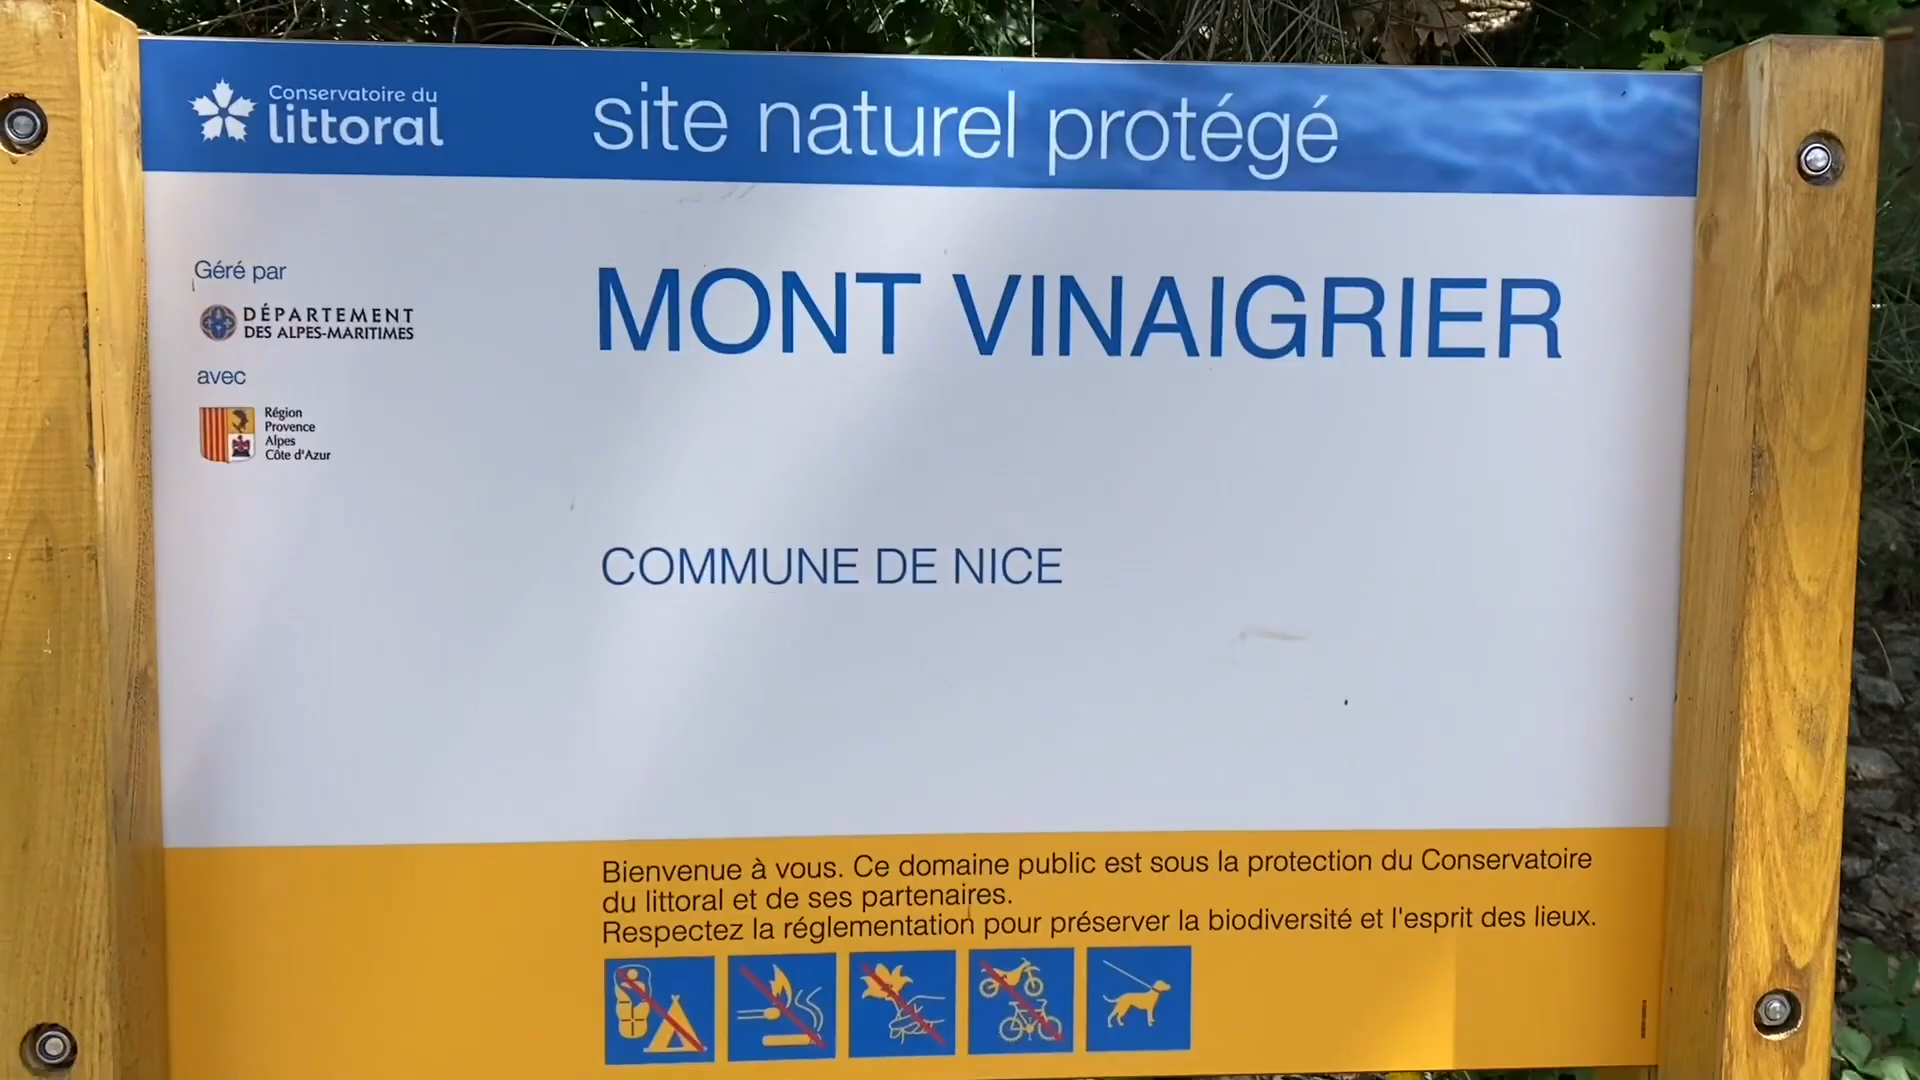 Conservatoire du
littoral
site naturel protégé
Géré par
DÉPARTEMENT
DES ALPES-MARITIMES
avec
Région
Provence
Alpes
Côte d'Azur
MONT VINAIGRIER
COMMUNE DE NICE
Bienvenue à vous. Ce domaine public est sous la protection du Conservatoire
du littoral et de ses partenaires.
Respectez la réglementation pour préserver la biodiversité et l'esprit des lieux.